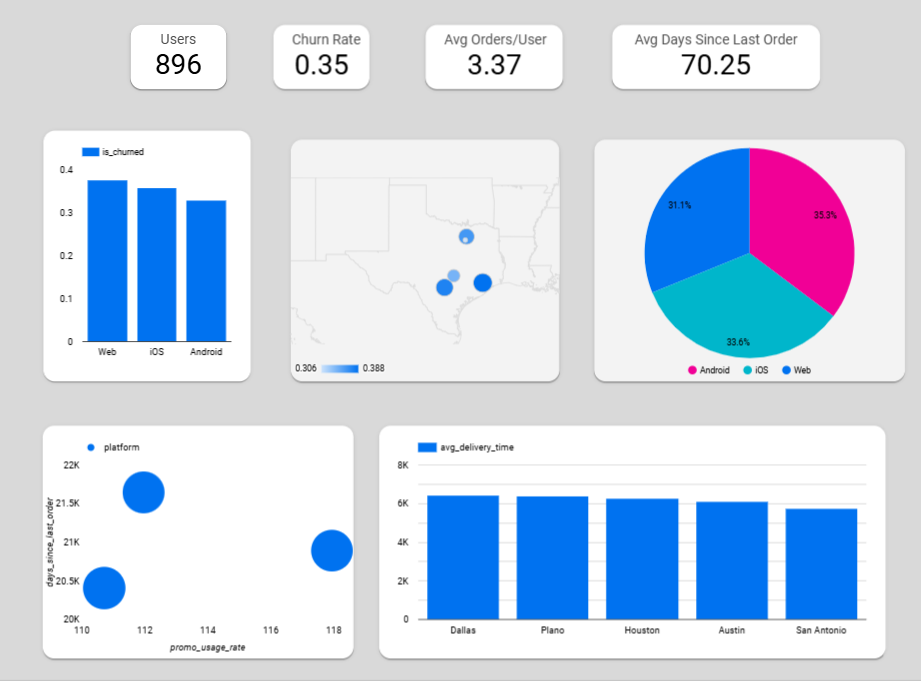 Users
896
Churn Rate
0.35
Avg Orders/User
3.37
Avg Days Since Last Order
70.25
is_churned
0.4
0.3
0.2
0.1
0
Web
iOS
Android
0.306
0.388
31.1%
35.3%
33.6%
Android
iOS
Web
platform
days_since_last_order
22K
21.5K
21K
20.5K
20K
110
112
114
116
118
promo_usage_rate
avg_delivery_time
8K
6K
4K
2K
0
Dallas
Plano
Houston
Austin
San Antonio